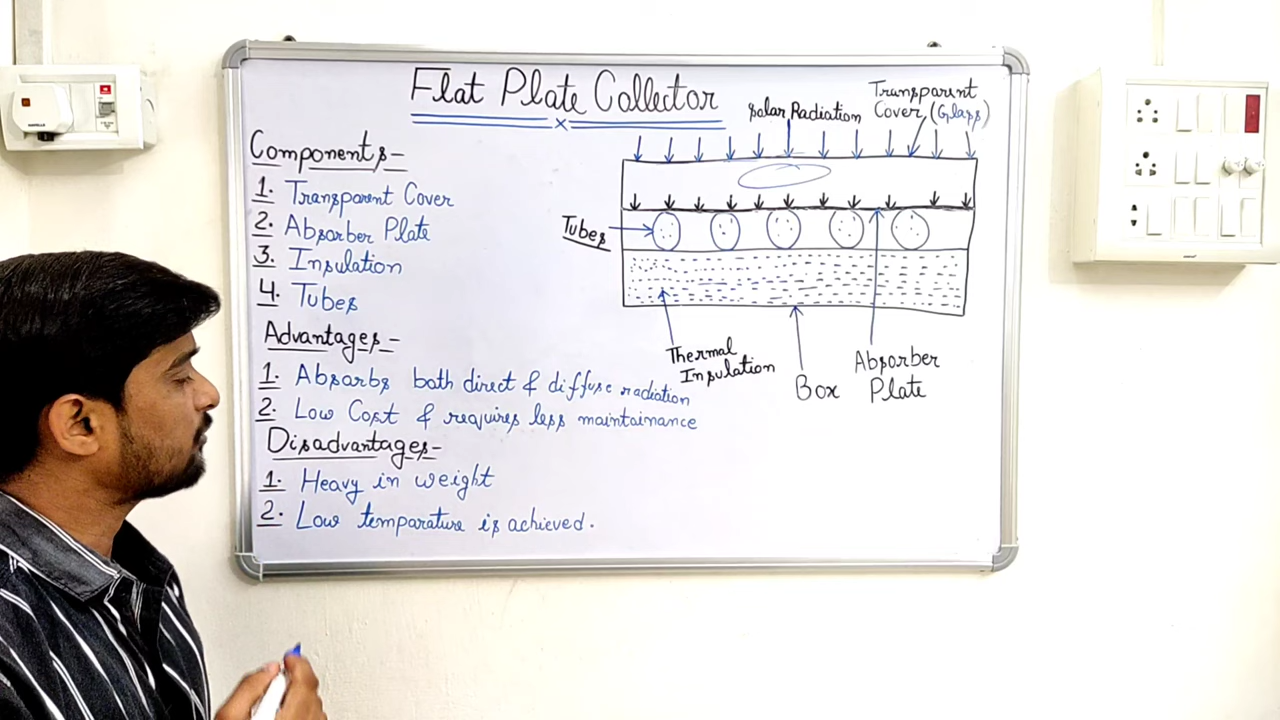 Flat Plate Collector
Components-
1. Transparent Cover
2. Absorber Plate
3. Insulation
4. Tubes
Advantages-
1. Absorbs both direct & diffuse radiation
2. Low Cost & requires less maintainance
Disadvantages-
1. Heavy in weight
2. Low temparature is achieved.
Solar Radiation
Transparent
Cover (Glass)
Tubes
Thermal
Insulation
Box
Absorber
Plate